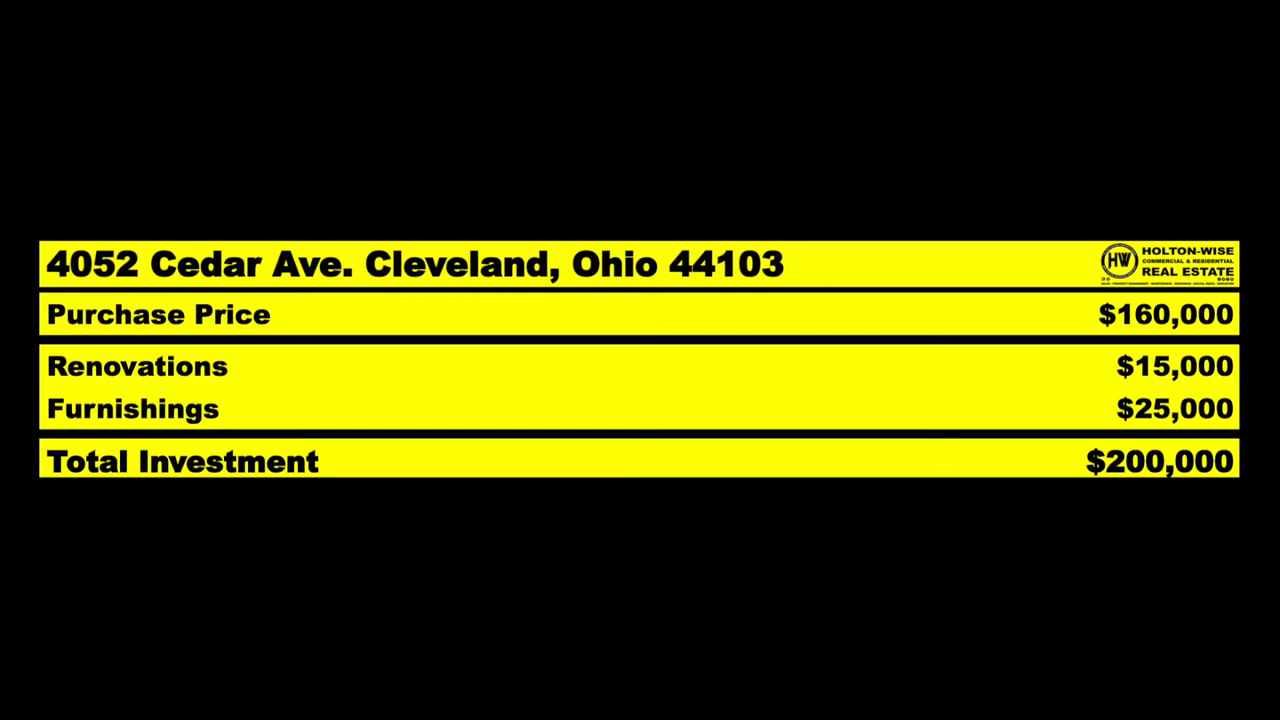 4052 Cedar Ave. Cleveland, Ohio 44103
HW
HOLTON-WISE
COMMERCIAL & RESIDENTIAL
REAL ESTATE
Purchase Price $160,000
Renovations $15,000
Furnishings $25,000
Total Investment $200,000